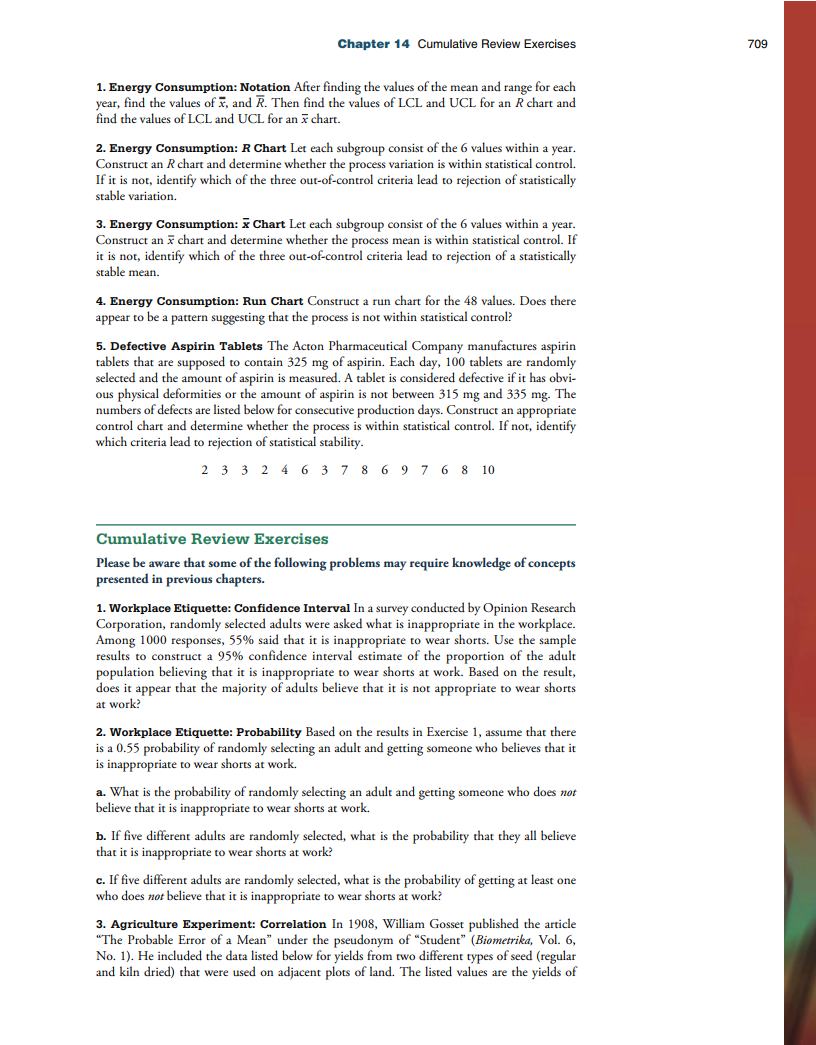 Chapter 14 Cumulative Review Exercises 709
1. Energy Consumption: Notation After finding the values of the mean and range for each
year, find the values of x̿, and R̄. Then find the values of LCL and UCL for an R chart and
find the values of LCL and UCL for an x̄ chart.
2. Energy Consumption: R Chart Let each subgroup consist of the 6 values within a year.
Construct an R chart and determine whether the process variation is within statistical control.
If it is not, identify which of the three out-of-control criteria lead to rejection of statistically
stable variation.
3. Energy Consumption: x̄ Chart Let each subgroup consist of the 6 values within a year.
Construct an x̄ chart and determine whether the process mean is within statistical control. If
it is not, identify which of the three out-of-control criteria lead to rejection of a statistically
stable mean.
4. Energy Consumption: Run Chart Construct a run chart for the 48 values. Does there
appear to be a pattern suggesting that the process is not within statistical control?
5. Defective Aspirin Tablets The Acton Pharmaceutical Company manufactures aspirin
tablets that are supposed to contain 325 mg of aspirin. Each day, 100 tablets are randomly
selected and the amount of aspirin is measured. A tablet is considered defective if it has obvi-
ous physical deformities or the amount of aspirin is not between 315 mg and 335 mg. The
numbers of defects are listed below for consecutive production days. Construct an appropriate
control chart and determine whether the process is within statistical control. If not, identify
which criteria lead to rejection of statistical stability.
2 3 3 2 4 6 3 7 8 6 9 7 6 8 10
Cumulative Review Exercises
Please be aware that some of the following problems may require knowledge of concepts
presented in previous chapters.
1. Workplace Etiquette: Confidence Interval In a survey conducted by Opinion Research
Corporation, randomly selected adults were asked what is inappropriate in the workplace.
Among 1000 responses, 55% said that it is inappropriate to wear shorts. Use the sample
results to construct a 95% confidence interval estimate of the proportion of the adult
population believing that it is inappropriate to wear shorts at work. Based on the result,
does it appear that the majority of adults believe that it is not appropriate to wear shorts
at work?
2. Workplace Etiquette: Probability Based on the results in Exercise 1, assume that there
is a 0.55 probability of randomly selecting an adult and getting someone who believes that it
is inappropriate to wear shorts at work.
a. What is the probability of randomly selecting an adult and getting someone who does not
believe that it is inappropriate to wear shorts at work.
b. If five different adults are randomly selected, what is the probability that they all believe
that it is inappropriate to wear shorts at work?
c. If five different adults are randomly selected, what is the probability of getting at least one
who does not believe that it is inappropriate to wear shorts at work?
3. Agriculture Experiment: Correlation In 1908, William Gosset published the article
“The Probable Error of a Mean” under the pseudonym of “Student” (Biometrika, Vol. 6,
No. 1). He included the data listed below for yields from two different types of seed (regular
and kiln dried) that were used on adjacent plots of land. The listed values are the yields of